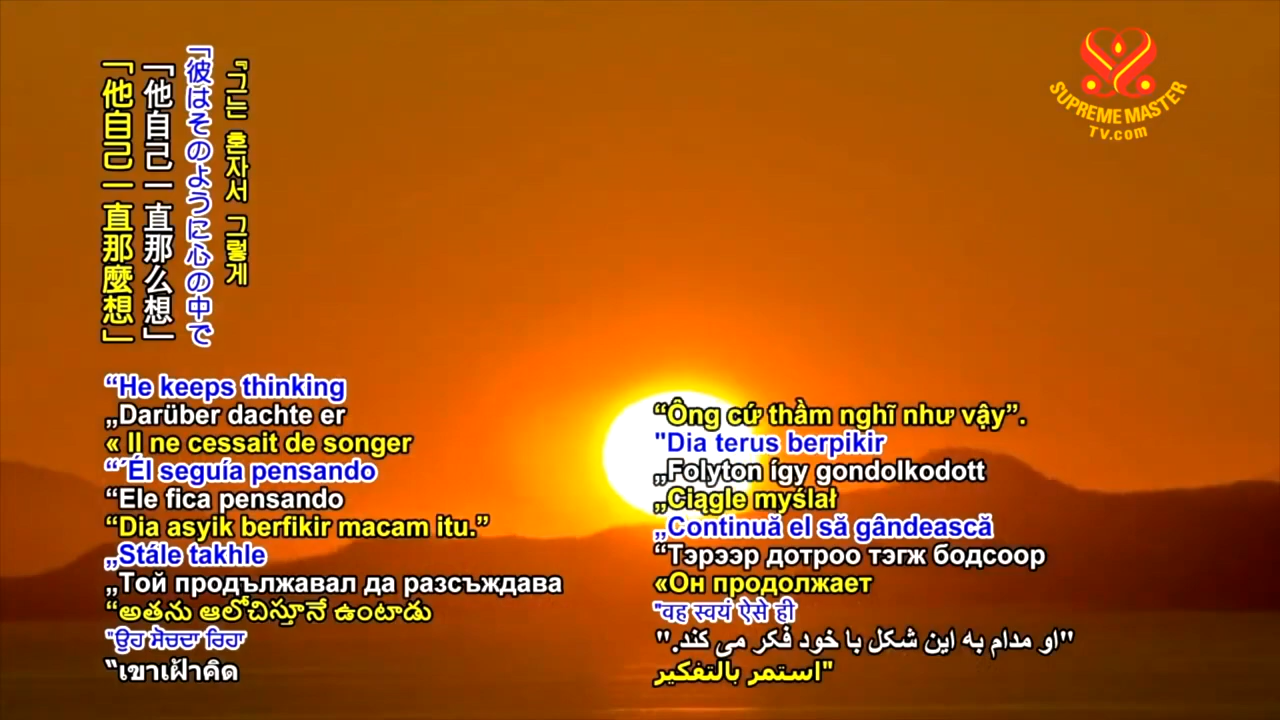 『그는 혼자서 그렇게
「彼はそのように心の中で
「他自己一直那么想」
「他自己一直那麼想」
SUPREME MASTER
TV.com
“He keeps thinking
„Darüber dachte er
« Il ne cessait de songer
“´Él seguía pensando
“Ele fica pensando
“Dia asyik berfikir macam itu.”
„Stále takhle
„Той продължавал да разсъждава
“అతను ఆలోచిస్తూనే ఉంటాడు
"ਉਹ ਸੋਚਦਾ ਰਿਹਾ
“เขาเฝ้าคิด
“Ông cứ thầm nghĩ như vậy”.
"Dia terus berpikir
„Folyton így gondolkodott
„Ciągle myślał
„Continuă el să gândească
“Тэрээр дотроо тэгж бодсоор
«Он продолжает
"वह स्वयं ऐसे ही
"او مدام به این شکل با خود فکر می کند."
"استمر بالتفكير